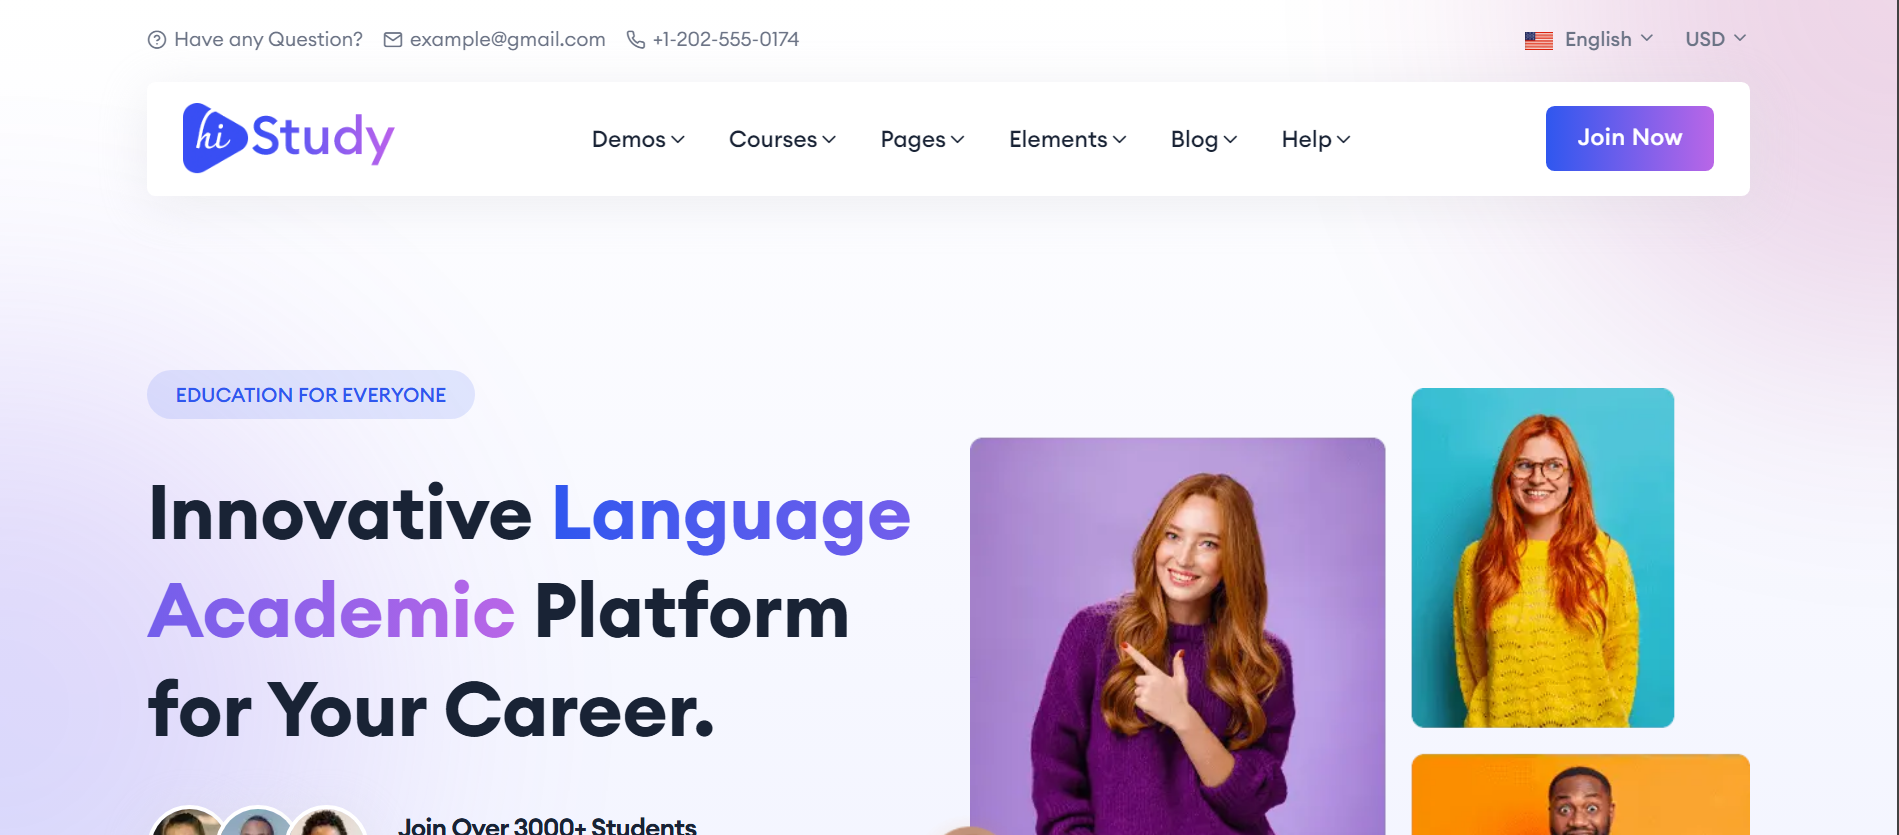 Have any Question? example@gmail.com +1-202-555-0174 English USD
hi Study Demos Courses Pages Elements Blog Help Join Now
EDUCATION FOR EVERYONE
Innovative Language
Academic Platform
for Your Career.
Join Over 3000+ Students